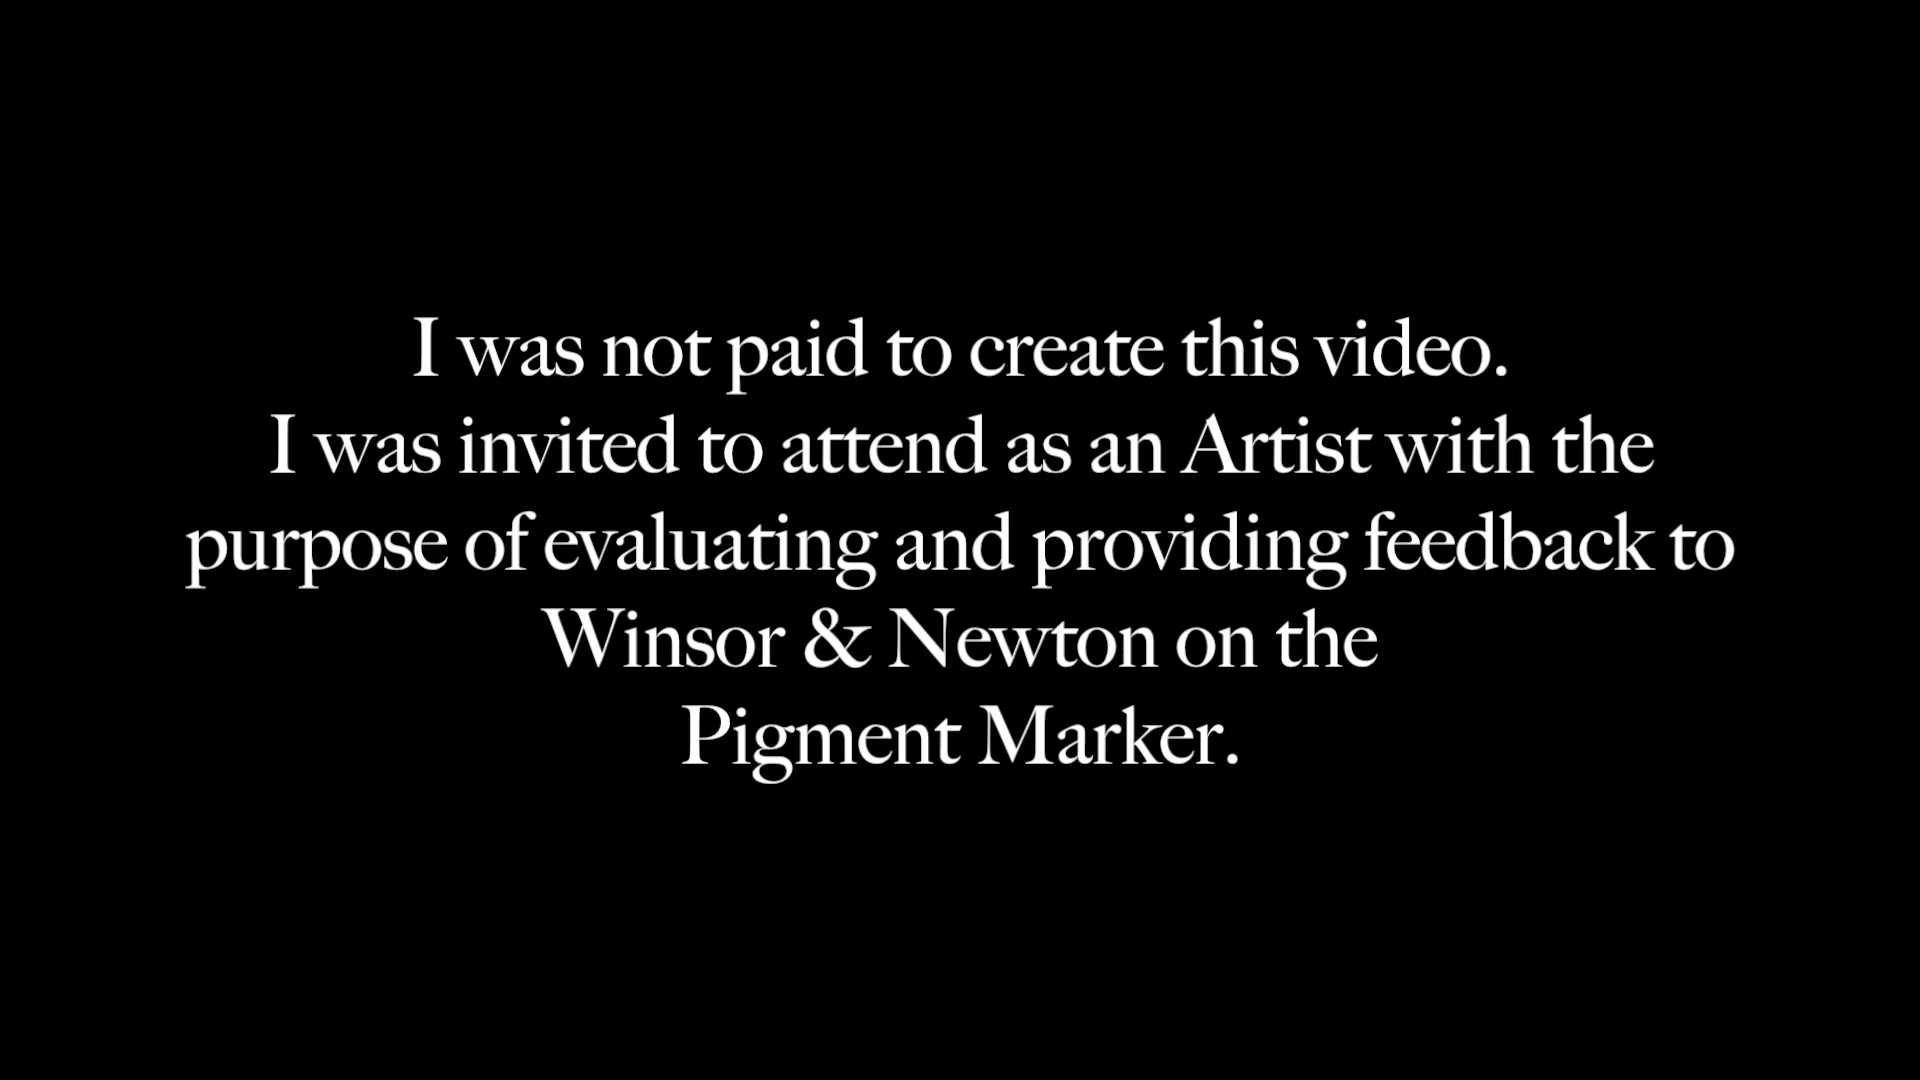 I was not paid to create this video.
I was invited to attend as an Artist with the
purpose of evaluating and providing feedback to
Winsor & Newton on the
Pigment Marker.